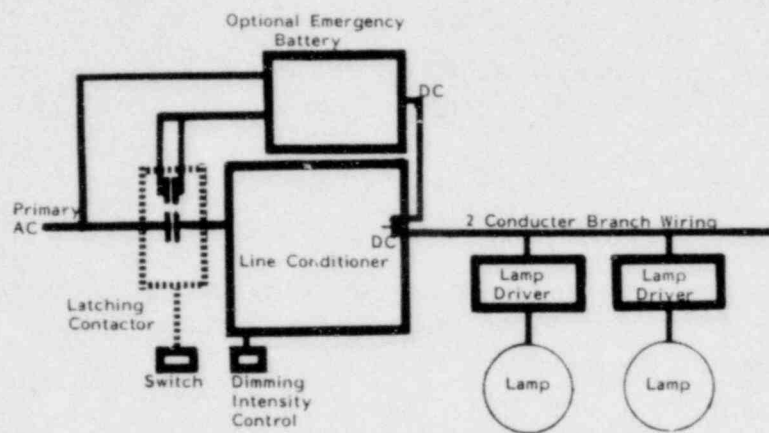 Optional Emergency
Battery
DC
Primary
AC
2 Conducter Branch Wiring
DC
Line Conditioner
Lamp
Driver
Lamp
Driver
Latching
Contactor
Switch
Dimming
Intensity
Control
Lamp
Lamp